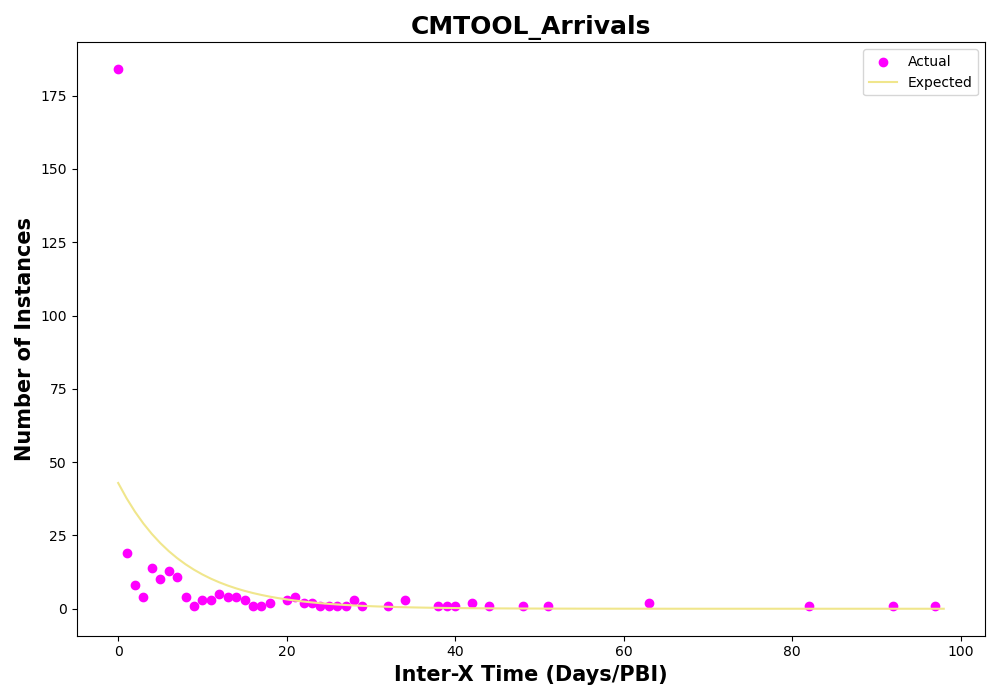 CMTOOL_Arrivals
Actual
Expected
Number of Instances
175
150
125
100
75
50
25
0
0 20 40 60 80 100
Inter-X Time (Days/PBI)